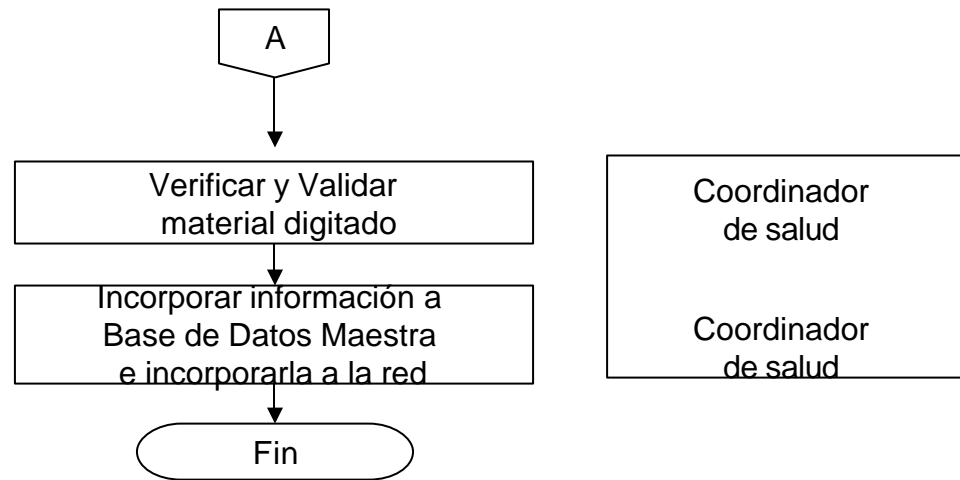 A
Verificar y Validar
material digitado
Coordinador
de salud
Incorporar información a
Base de Datos Maestra
e incorporarla a la red
Coordinador
de salud
Fin